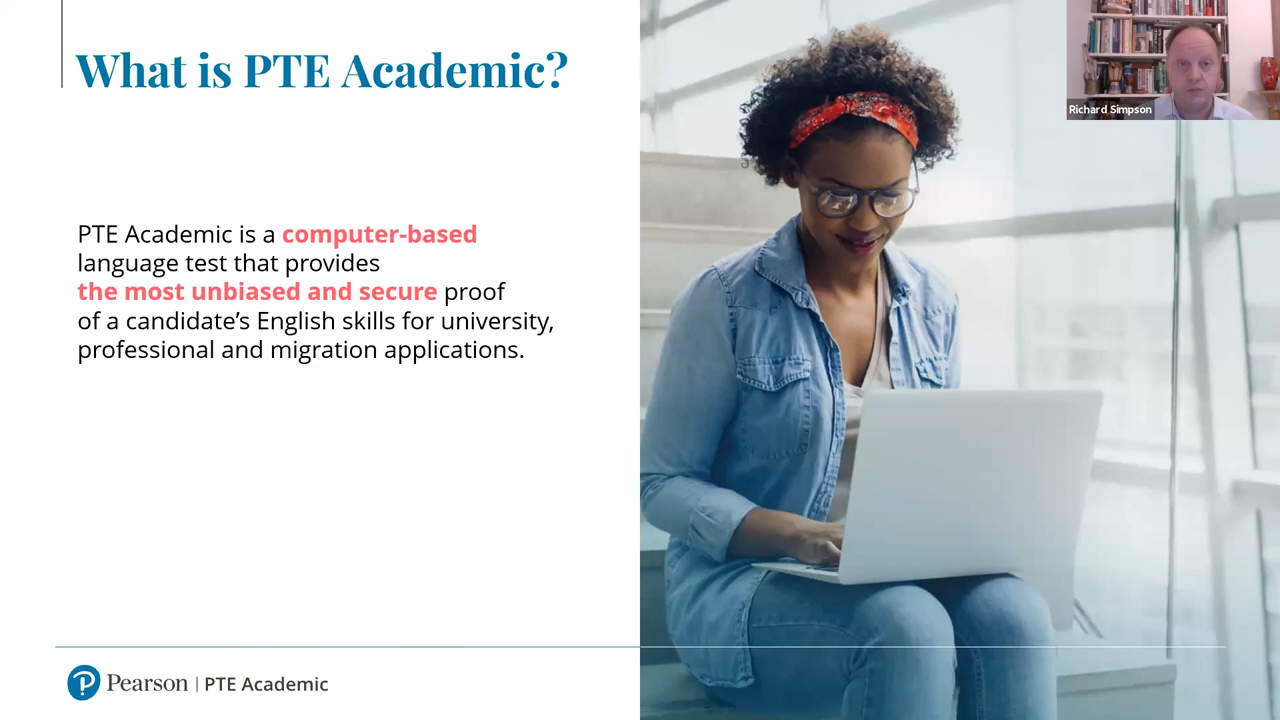 What is PTE Academic?
Richard Simpson
PTE Academic is a computer-based
language test that provides
the most unbiased and secure proof
of a candidate’s English skills for university,
professional and migration applications.
Pearson | PTE Academic